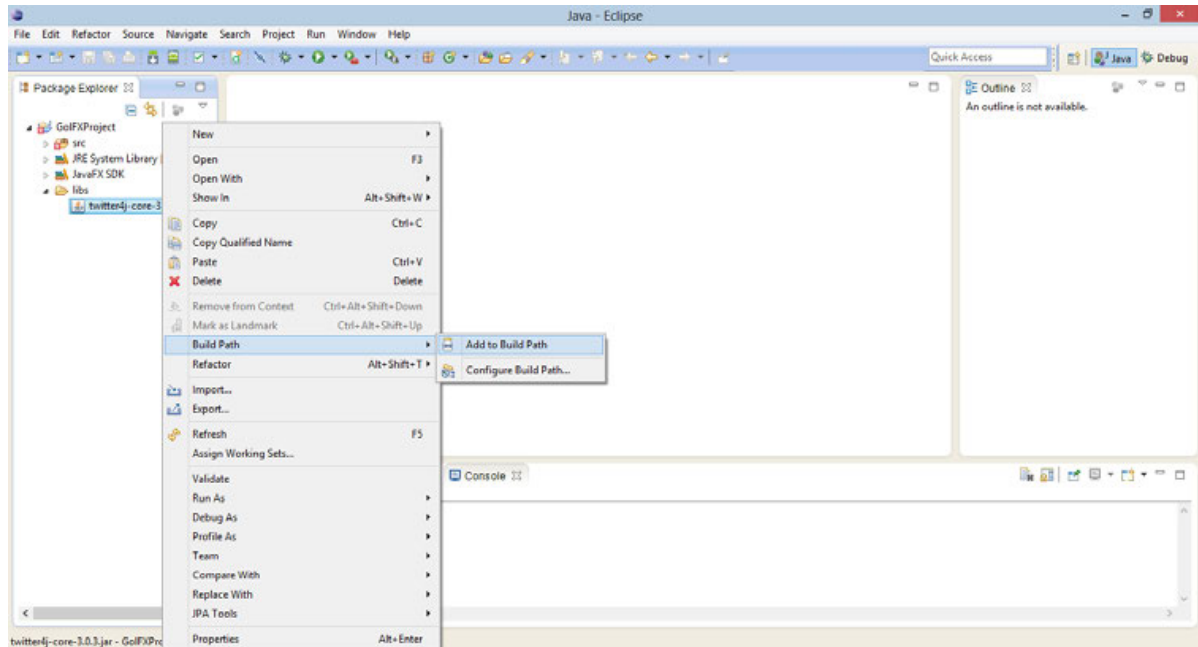 Java - Eclipse
File Edit Refactor Source Navigate Search Project Run Window Help
Quick Access
Java
Debug
Package Explorer
Outline
An outline is not available.
GolFXProject
src
JRE System Library
JavaFX SDK
libs
twitter4j-core-3
New
Open F3
Open With
Show In Alt+Shift+W
Copy Ctrl+C
Copy Qualified Name
Paste Ctrl+V
Delete Delete
Remove from Context Ctrl+Alt+Shift+Down
Mark as Landmark Ctrl+Alt+Shift+Up
Build Path
Add to Build Path
Refactor Alt+Shift+T
Configure Build Path...
Import...
Export...
Refresh F5
Assign Working Sets...
Validate
Console
Run As
Debug As
Profile As
Team
Compare With
Replace With
JPA Tools
Properties Alt+Enter
twitter4j-core-3.0.3.jar - GolFXPro